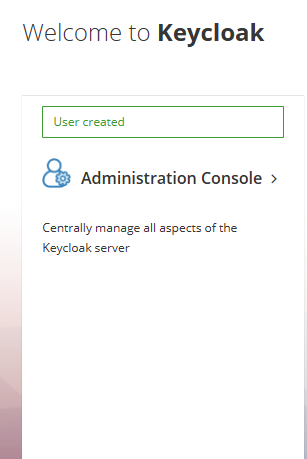 Welcome to Keycloak
User created
Administration Console
Centrally manage all aspects of the
Keycloak server